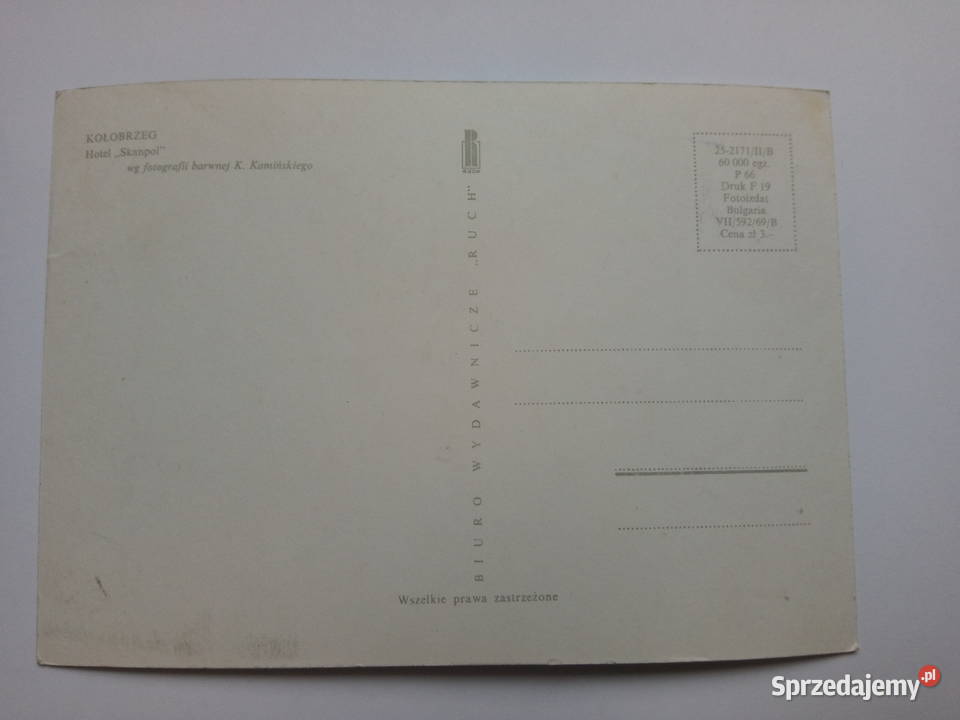 KOŁOBRZEG
Hotel „Skanpol"
wg fotografii barwnej K. Kamińskiego
R
RUCH
BIURO WYDAWNICZE „RUCH"
25-2171/II/B
60 000 egz.
P 66
Druk F 19
Fotoizdat
Bulgaria
VII/592/69/B
Cena zł 3.–
Wszelkie prawa zastrzeżone
Sprzedajemy.pl